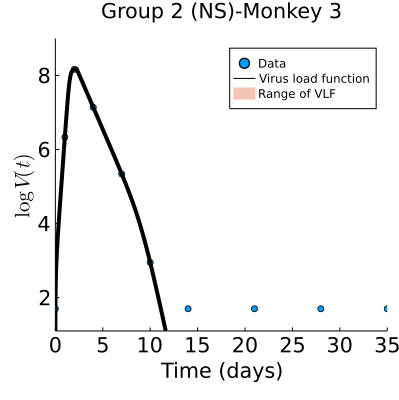 Group 2 (NS)-Monkey 3
Data
Virus load function
Range of VLF
log V(t)
8
6
4
2
0 5 10 15 20 25 30 35
Time (days)